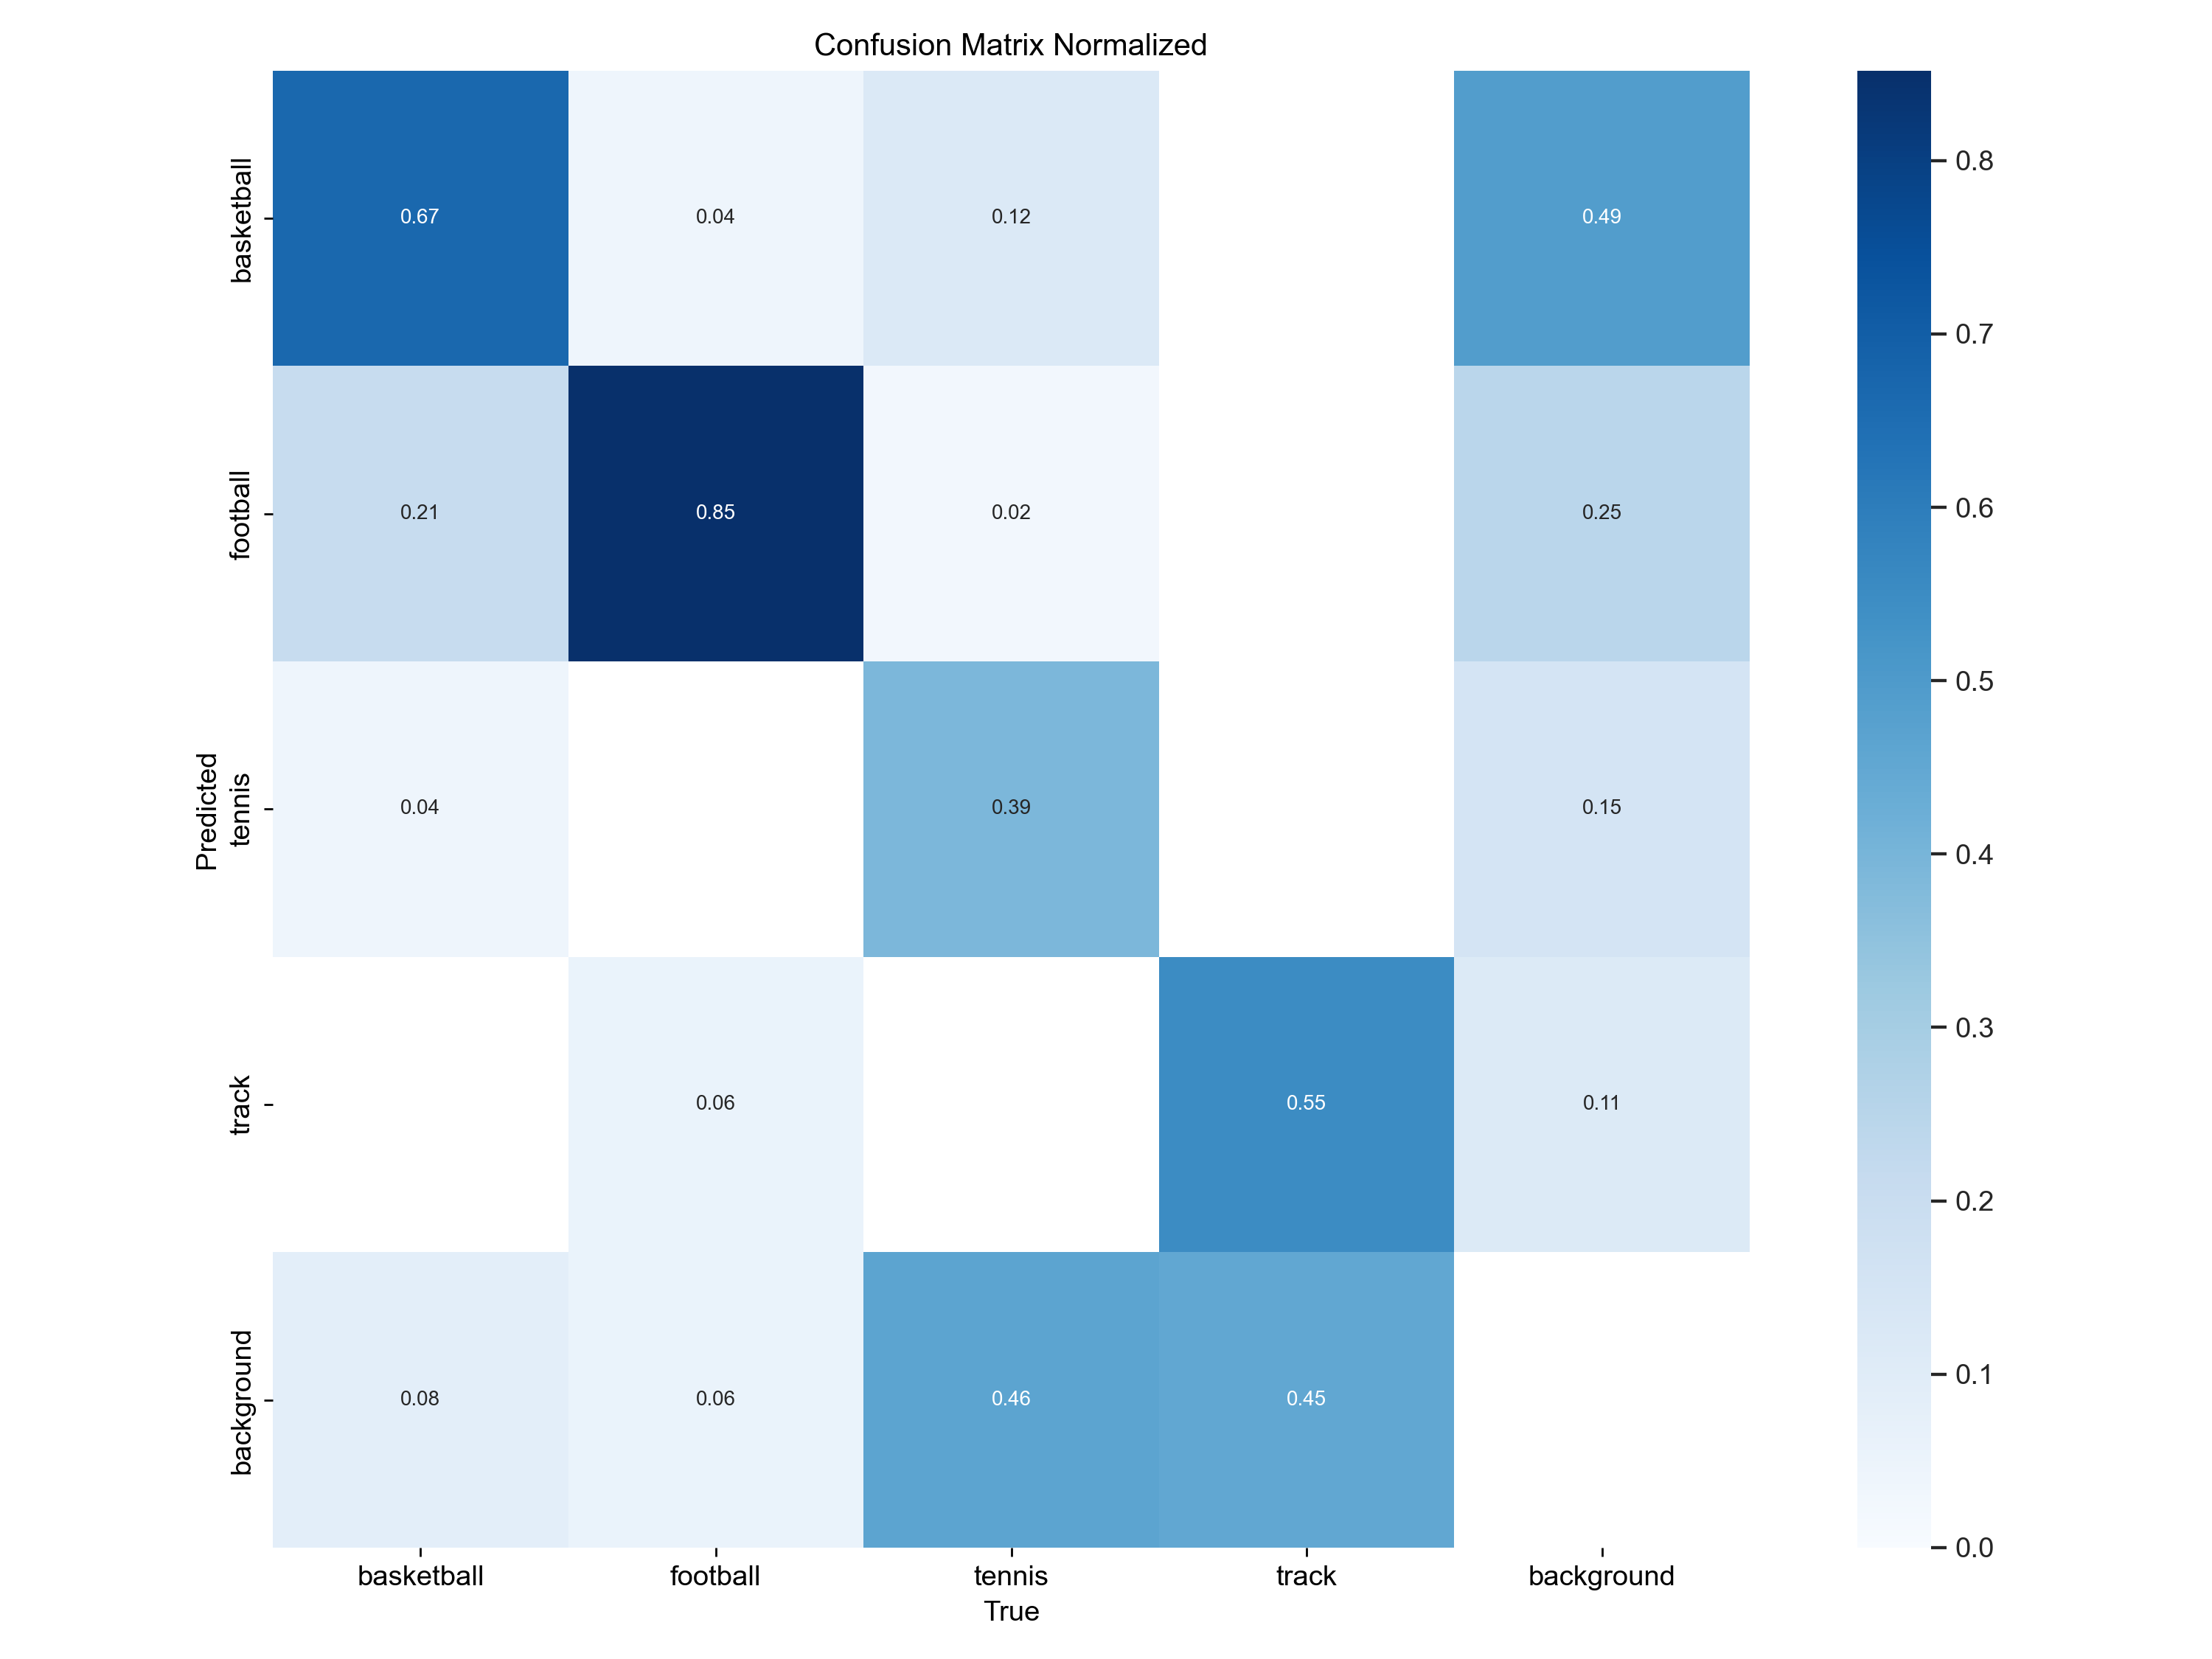 Confusion Matrix Normalized
basketball
0.67
0.04
0.12
0.49
football
0.21
0.85
0.02
0.25
Predicted
tennis
0.04
0.39
0.15
track
0.06
0.55
0.11
background
0.08
0.06
0.46
0.45
basketball
football
tennis
track
background
True
0.8
0.7
0.6
0.5
0.4
0.3
0.2
0.1
0.0